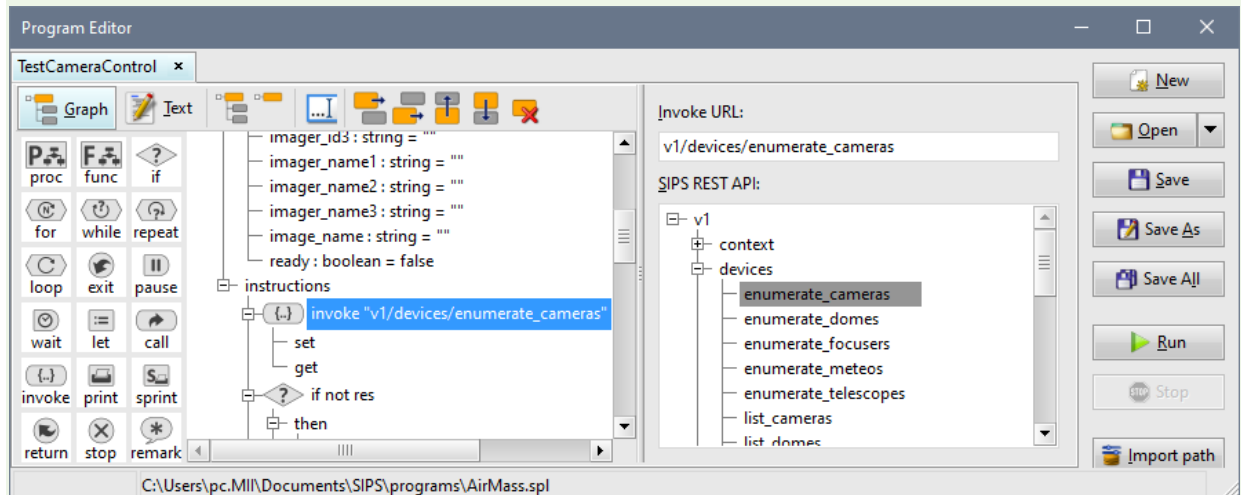 Program Editor
TestCameraControl ×
Graph Text
proc func if
for while repeat
loop exit pause
wait let call
invoke print sprint
return stop remark
imager_id3 : string = ""
imager_name1 : string = ""
imager_name2 : string = ""
imager_name3 : string = ""
image_name : string = ""
ready : boolean = false
instructions
{..} invoke "v1/devices/enumerate_cameras"
set
get
? if not res
then
Invoke URL:
v1/devices/enumerate_cameras
SIPS REST API:
v1
context
devices
enumerate_cameras
enumerate_domes
enumerate_focusers
enumerate_meteos
enumerate_telescopes
list_cameras
list_domes
New
Open
Save
Save As
Save All
Run
STOP Stop
Import path
C:\Users\pc.MII\Documents\SIPS\programs\AirMass.spl